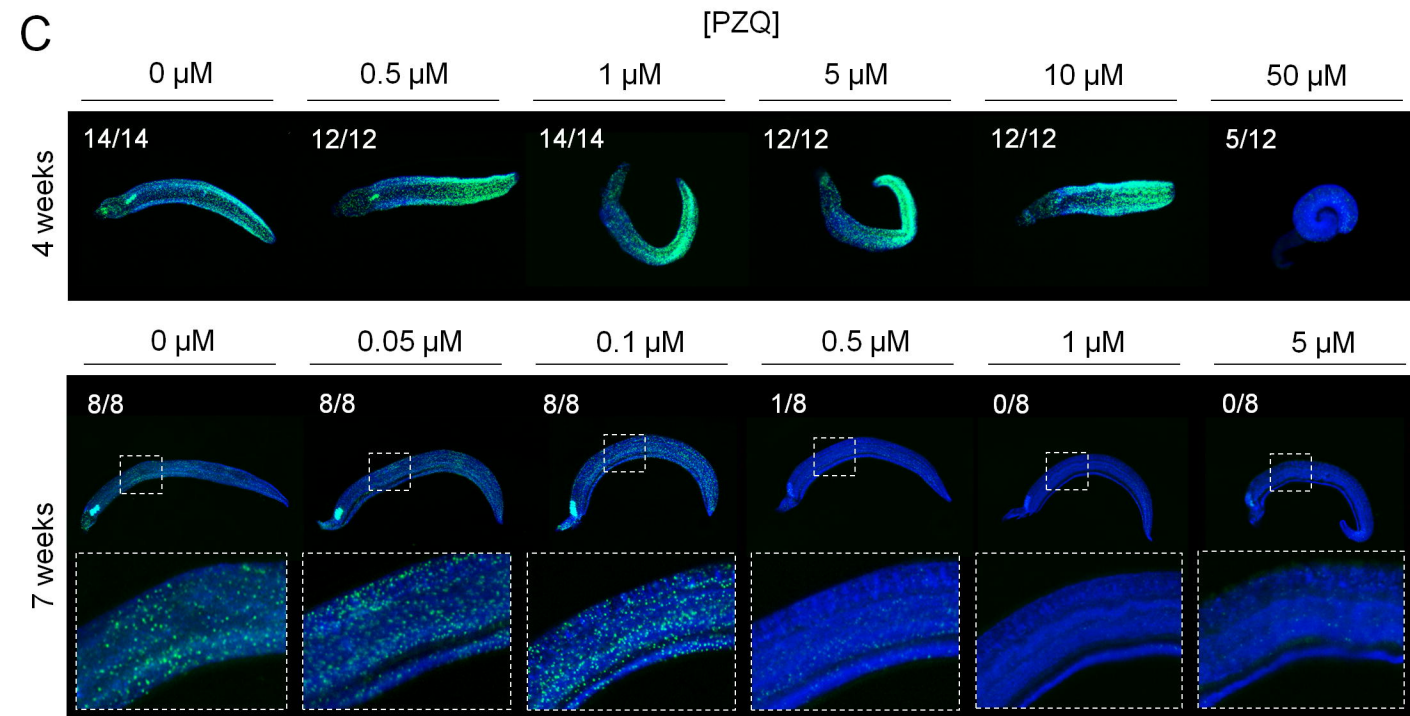 C
[PZQ]
0 µM 0.5 µM 1 µM 5 µM 10 µM 50 µM
4 weeks
14/14 12/12 14/14 12/12 12/12 5/12
0 µM 0.05 µM 0.1 µM 0.5 µM 1 µM 5 µM
7 weeks
8/8 8/8 8/8 1/8 0/8 0/8